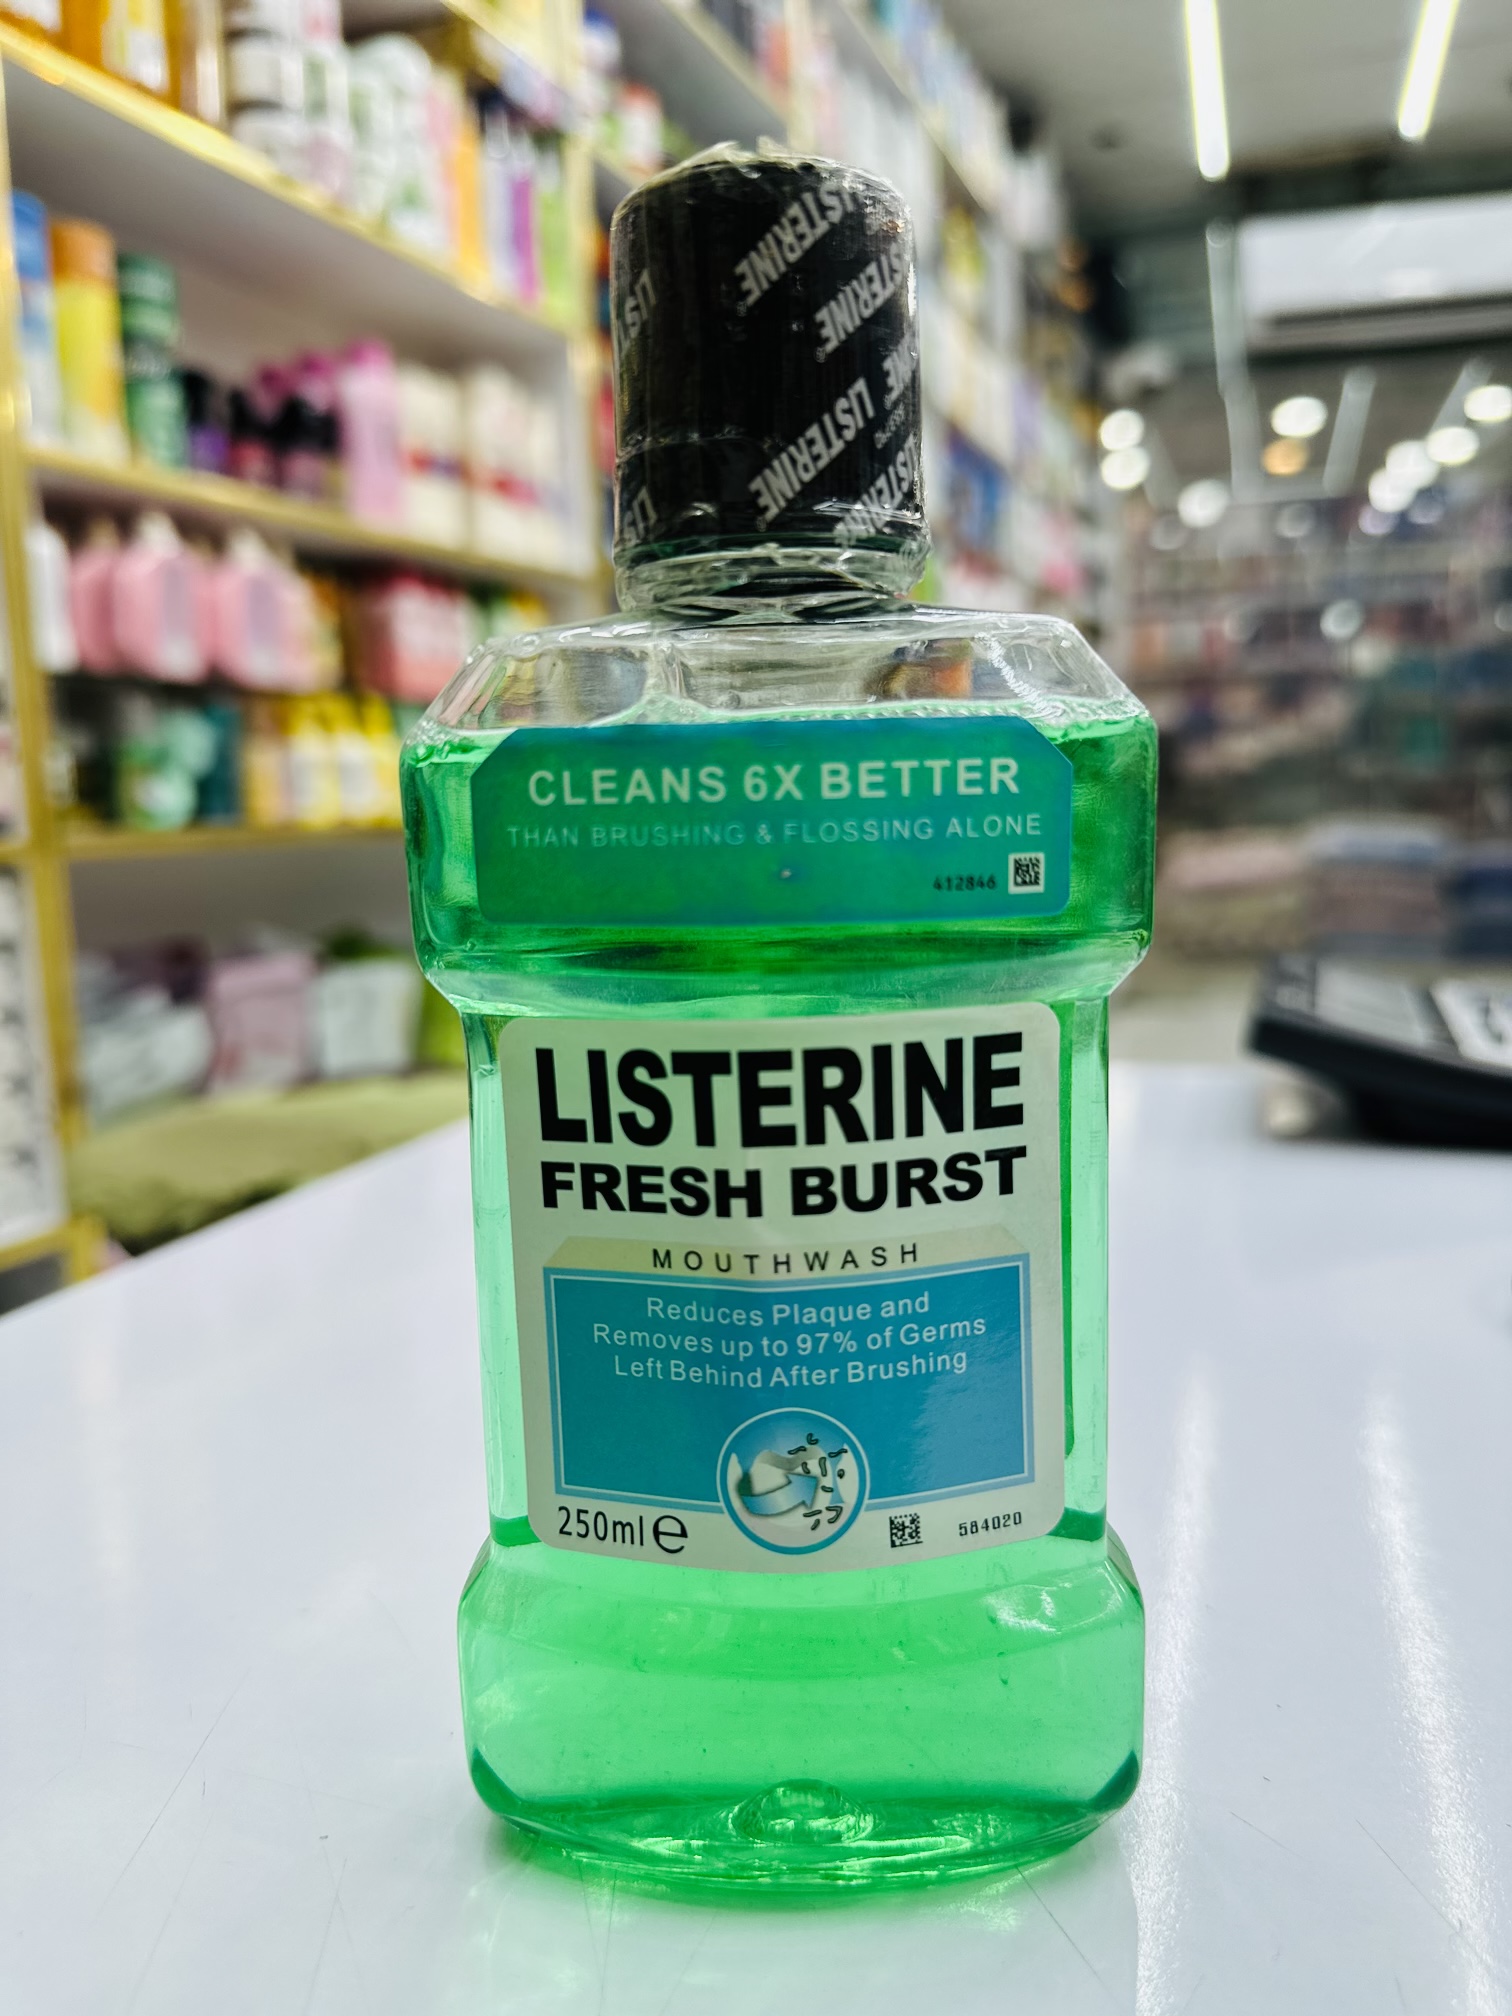 LISTERINE
LISTERINE
LISTERINE
CLEANS 6X BETTER
THAN BRUSHING & FLOSSING ALONE
412846
LISTERINE
FRESH BURST
MOUTHWASH
Reduces Plaque and
Removes up to 97% of Germs
Left Behind After Brushing
250ml e
584020